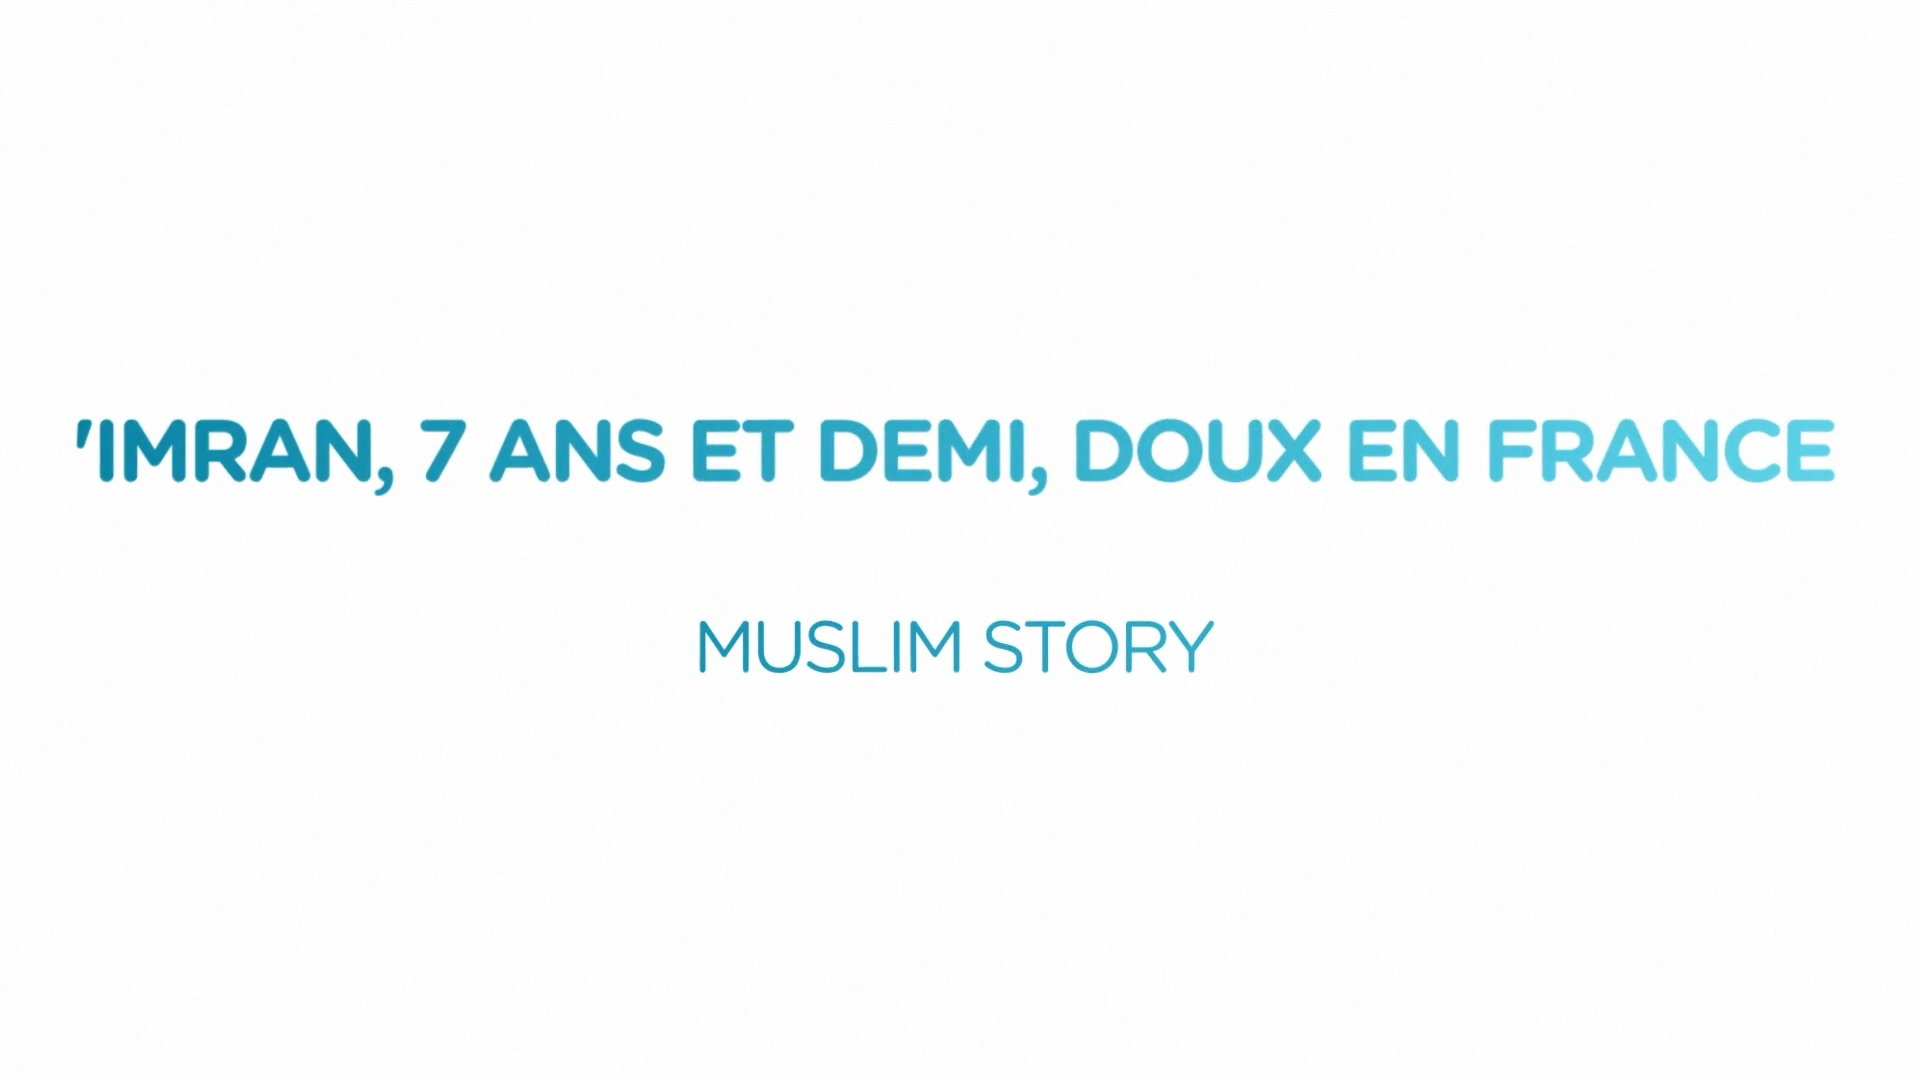 'IMRAN, 7 ANS ET DEMI, DOUX EN FRANCE
MUSLIM STORY